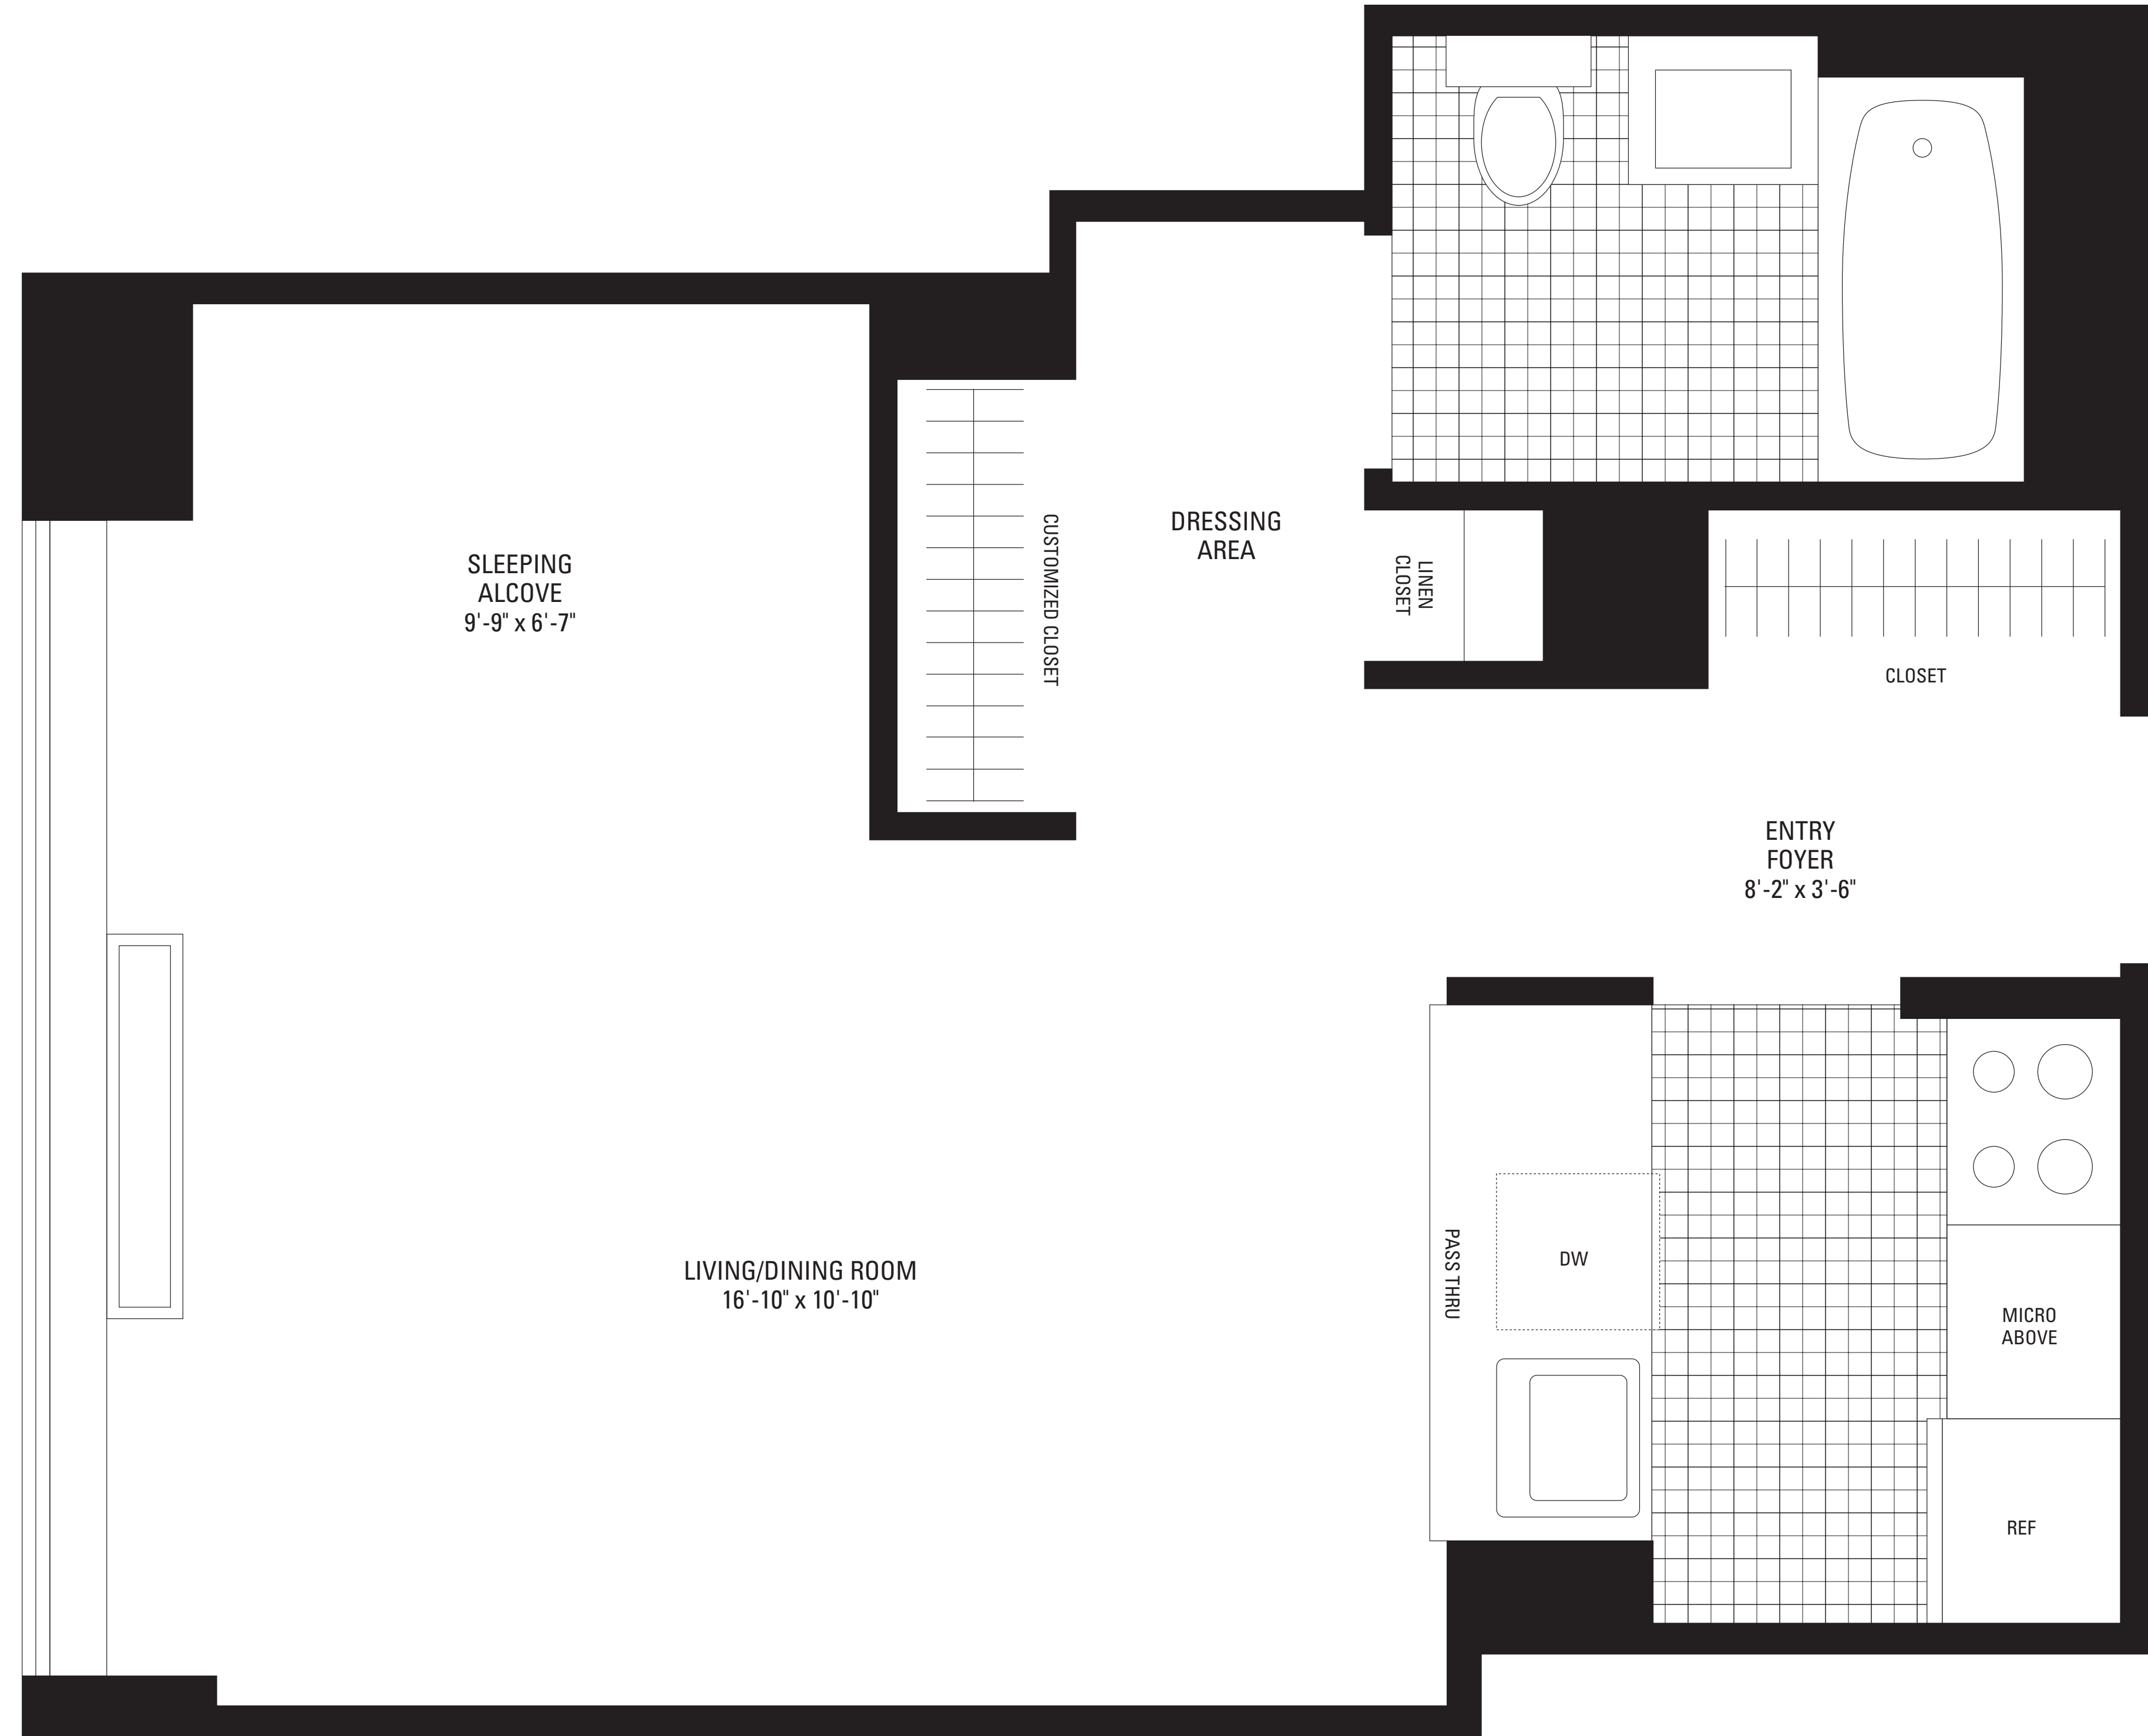 DRESSING
AREA
SLEEPING
ALCOVE
9'-9" x 6'-7"
CUSTOMIZED CLOSET
LINEN
CLOSET
CLOSET
ENTRY
FOYER
8'-2" x 3'-6"
LIVING/DINING ROOM
16'-10" x 10'-10"
PASS THRU
DW
MICRO
ABOVE
REF